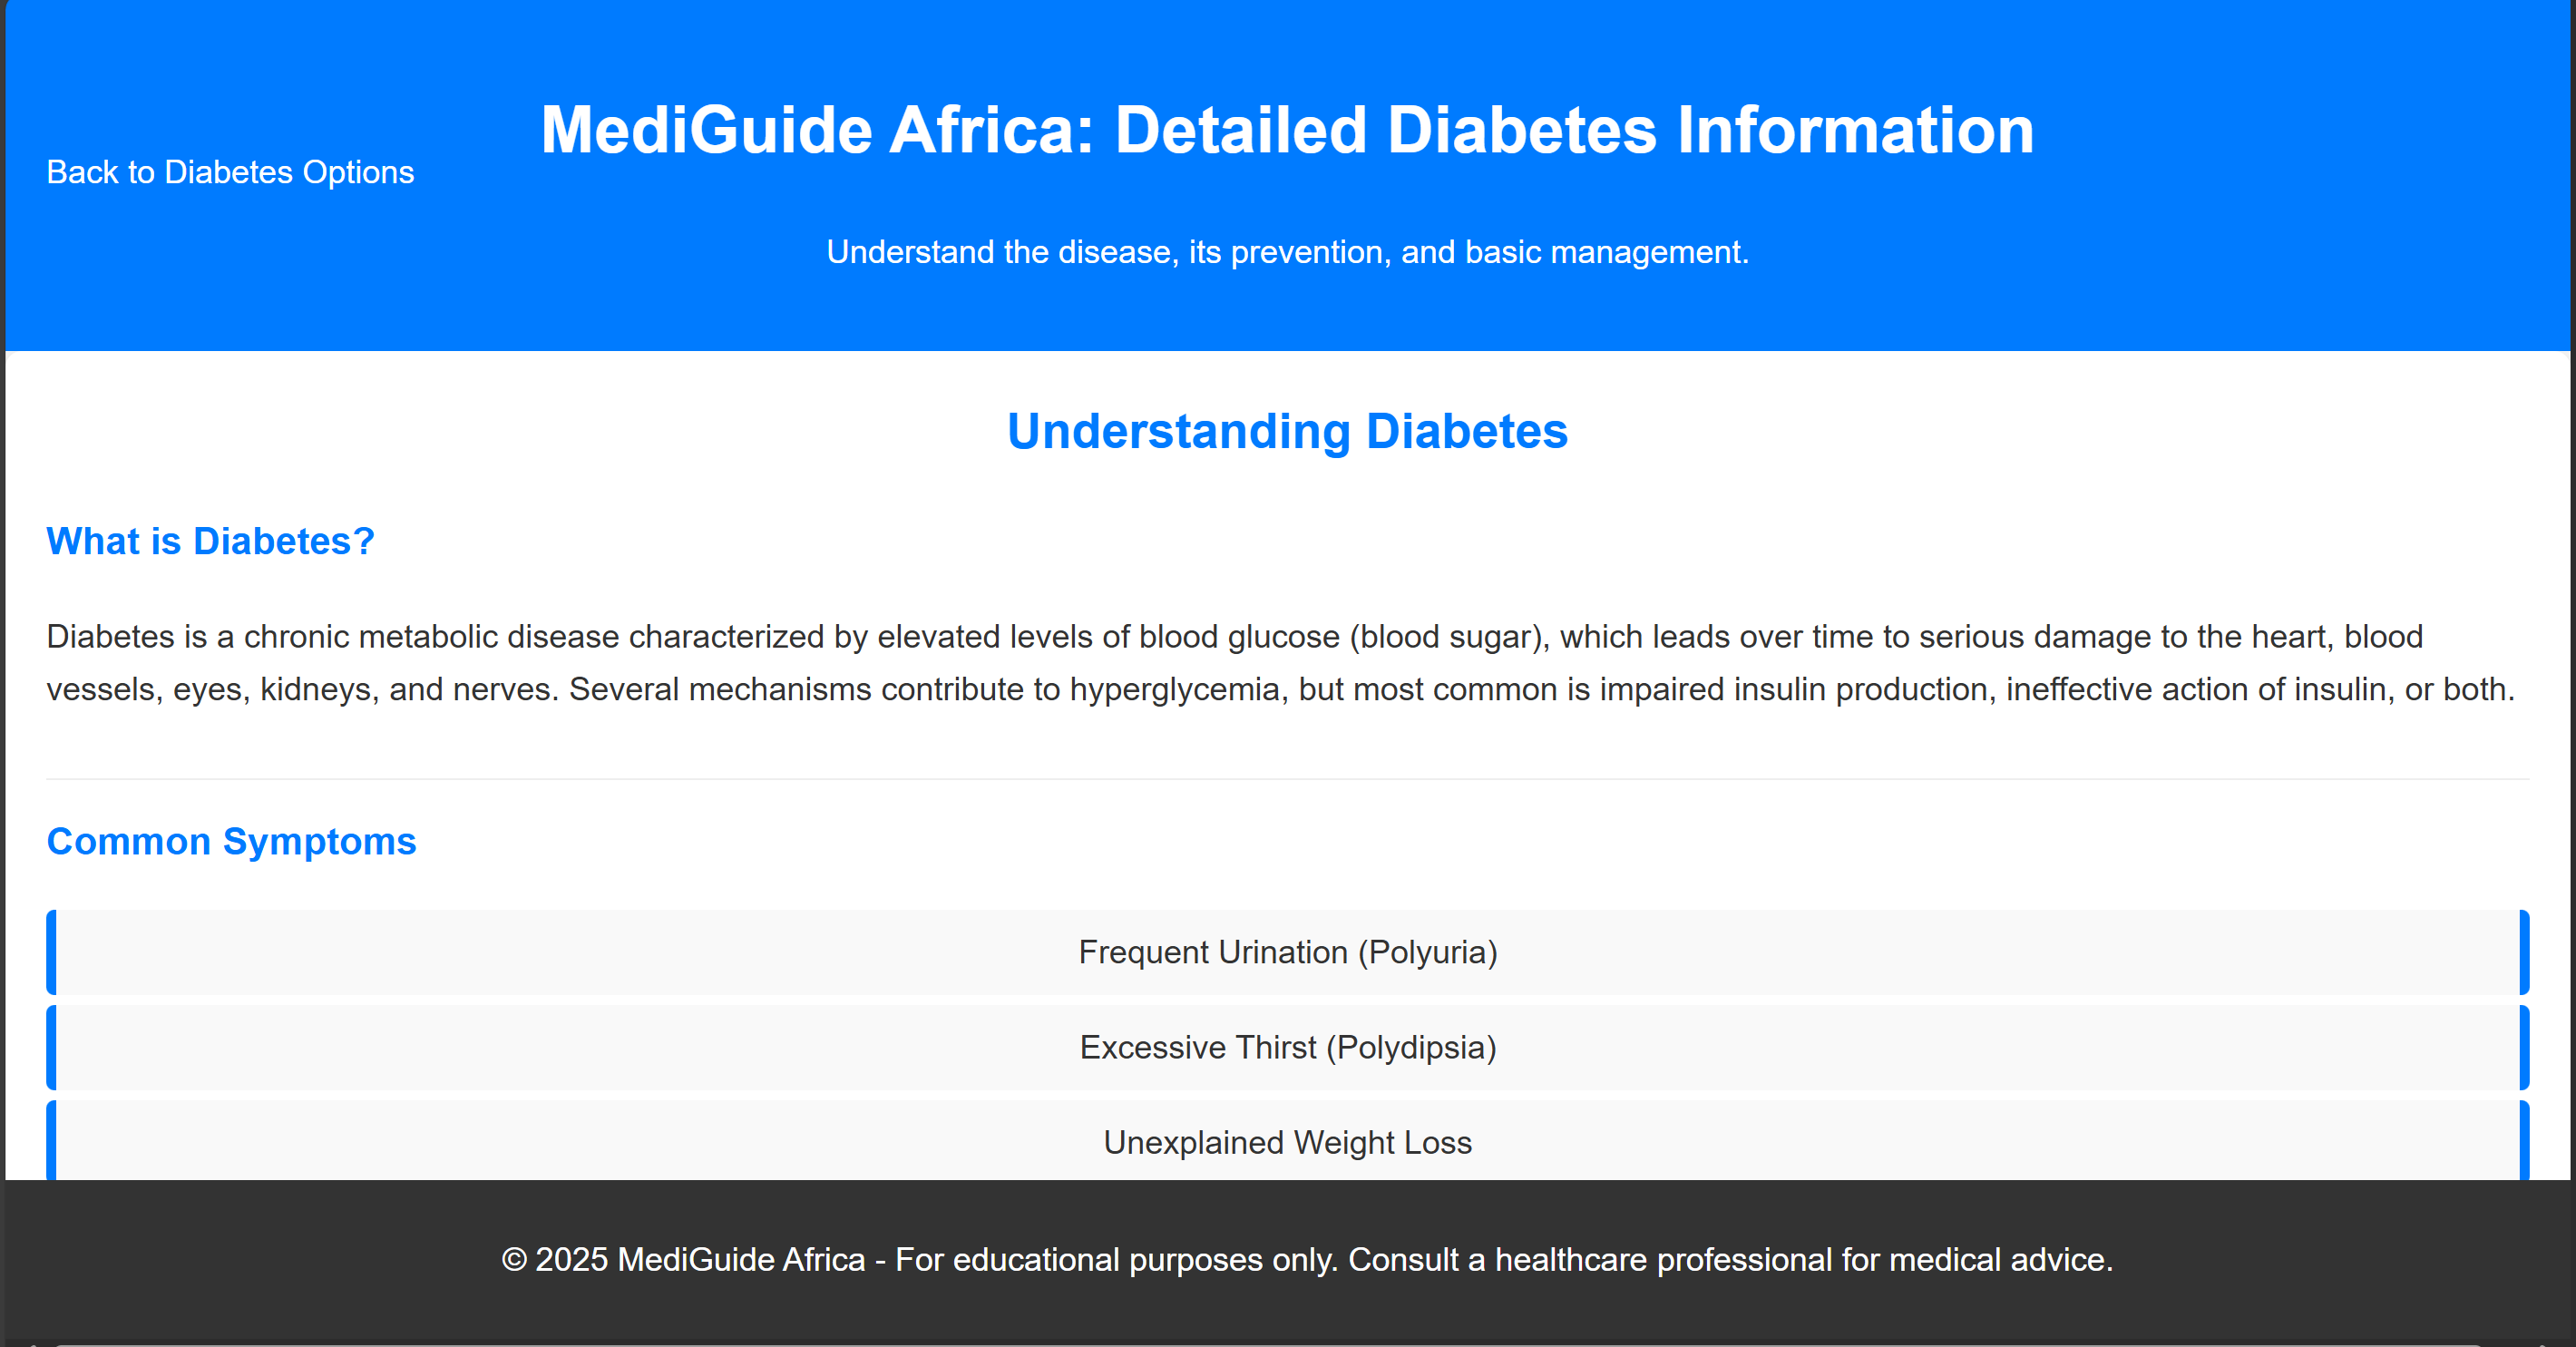 MediGuide Africa: Detailed Diabetes Information
Back to Diabetes Options
Understand the disease, its prevention, and basic management.
Understanding Diabetes
What is Diabetes?
Diabetes is a chronic metabolic disease characterized by elevated levels of blood glucose (blood sugar), which leads over time to serious damage to the heart, blood
vessels, eyes, kidneys, and nerves. Several mechanisms contribute to hyperglycemia, but most common is impaired insulin production, ineffective action of insulin, or both.
Common Symptoms
Frequent Urination (Polyuria)
Excessive Thirst (Polydipsia)
Unexplained Weight Loss
© 2025 MediGuide Africa - For educational purposes only. Consult a healthcare professional for medical advice.